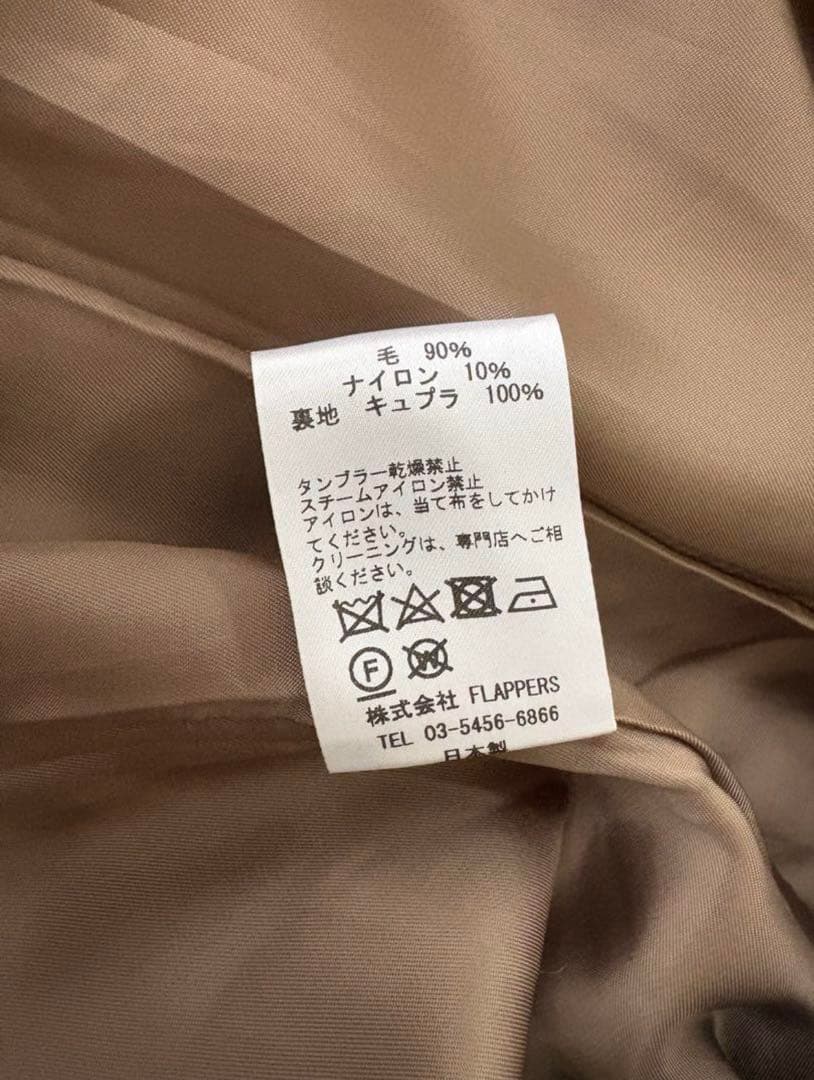 毛 90%
ナイロン 10%
裏地 キュプラ 100%
タンブラー乾燥禁止
スチームアイロン禁止
アイロンは、当て布をしてかけ
てください。
クリーニングは、専門店へご相
談ください。
F W
株式会社 FLAPPERS
TEL 03-5456-6866
日本製